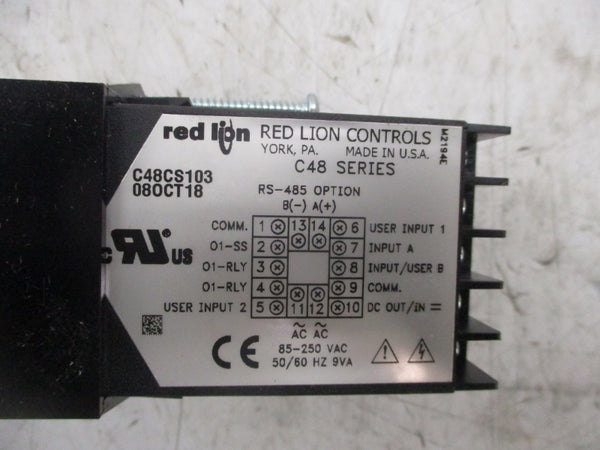 red lion RED LION CONTROLS
YORK, PA. MADE IN U.S.A.
C48 SERIES
M2194E
C48CS103
08OCT18
RS-485 OPTION
B(-) A(+)
COMM. 1 13 14 6 USER INPUT 1
O1-SS 2 7 INPUT A
O1-RLY 3 8 INPUT/USER B
O1-RLY 4 9 COMM.
USER INPUT 2 5 11 12 10 DC OUT/IN
AC AC
c RU US
CE
85-250 VAC
50/60 HZ 9VA